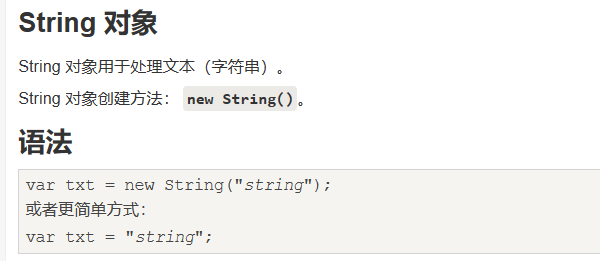 String 对象
String 对象用于处理文本（字符串）。
String 对象创建方法： new String()。
语法
var txt = new String("string");
或者更简单方式:
var txt = "string";